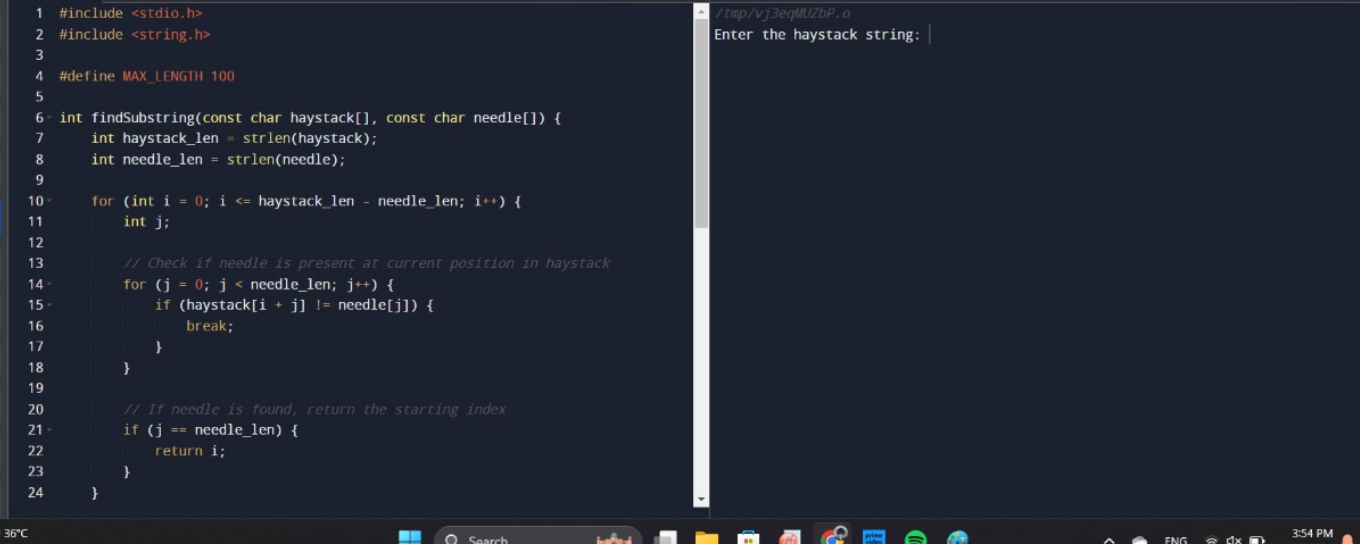 1 #include <stdio.h>
2 #include <string.h>
3
4 #define MAX_LENGTH 100
5
6 int findSubstring(const char haystack[], const char needle[]) {
7 int haystack_len = strlen(haystack);
8 int needle_len = strlen(needle);
9
10 for (int i = 0; i <= haystack_len - needle_len; i++) {
11 int j;
12
13 // Check if needle is present at current position in haystack
14 for (j = 0; j < needle_len; j++) {
15 if (haystack[i + j] != needle[j]) {
16 break;
17 }
18 }
19
20 // If needle is found, return the starting index
21 if (j == needle_len) {
22 return i;
23 }
24 }
/tmp/vj3eqMUZbP.o
Enter the haystack string:
36°C
Search
ENG
3:54 PM